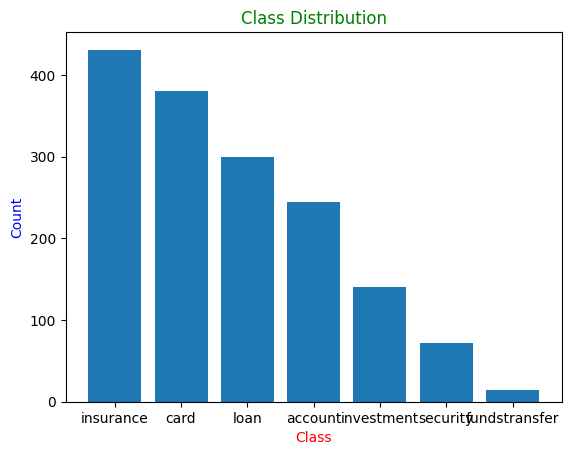 Class Distribution
Count
400
300
200
100
0
insurance card loan account investment security fundstransfer
Class